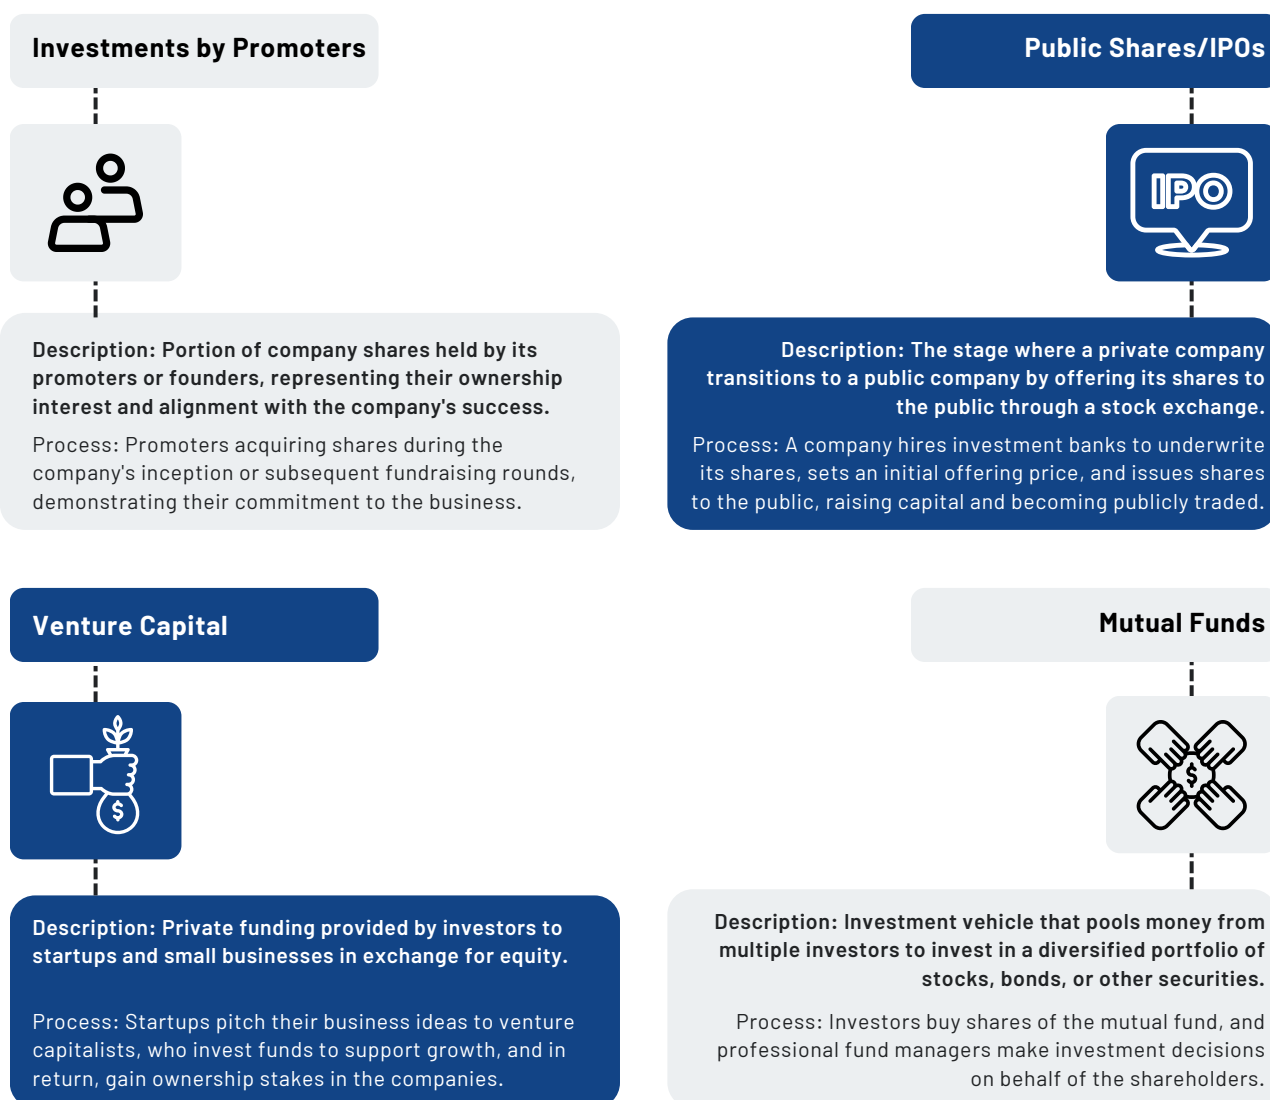 Investments by Promoters
Description: Portion of company shares held by its
promoters or founders, representing their ownership
interest and alignment with the company's success.
Process: Promoters acquiring shares during the
company's inception or subsequent fundraising rounds,
demonstrating their commitment to the business.
Public Shares/IPOs
IPO
Description: The stage where a private company
transitions to a public company by offering its shares to
the public through a stock exchange.
Process: A company hires investment banks to underwrite
its shares, sets an initial offering price, and issues shares
to the public, raising capital and becoming publicly traded.
Venture Capital
$
Description: Private funding provided by investors to
startups and small businesses in exchange for equity.
Process: Startups pitch their business ideas to venture
capitalists, who invest funds to support growth, and in
return, gain ownership stakes in the companies.
Mutual Funds
$
Description: Investment vehicle that pools money from
multiple investors to invest in a diversified portfolio of
stocks, bonds, or other securities.
Process: Investors buy shares of the mutual fund, and
professional fund managers make investment decisions
on behalf of the shareholders.